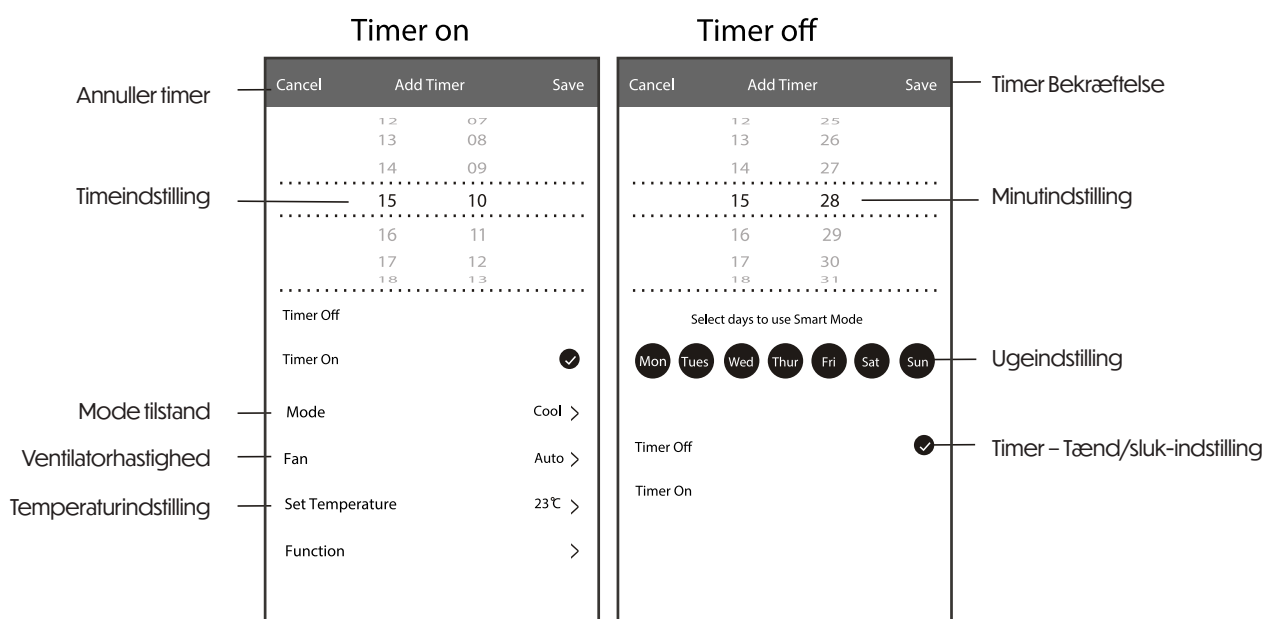 Timer on
Timer off
Annuller timer
Cancel Add Timer Save
Cancel Add Timer Save
Timer Bekræftelse
12 07
13 08
14 09
15 10
16 11
17 12
18 13
Timeindstilling
12 25
13 26
14 27
15 28
16 29
17 30
18 31
Minutindstilling
Timer Off
Timer On
Mode tilstand
Mode Cool >
Ventilatorhastighed
Fan Auto >
Temperaturindstilling
Set Temperature 23℃ >
Function >
Select days to use Smart Mode
Mon Tues Wed Thur Fri Sat Sun
Ugeindstilling
Timer Off
Timer – Tænd/sluk-indstilling
Timer On